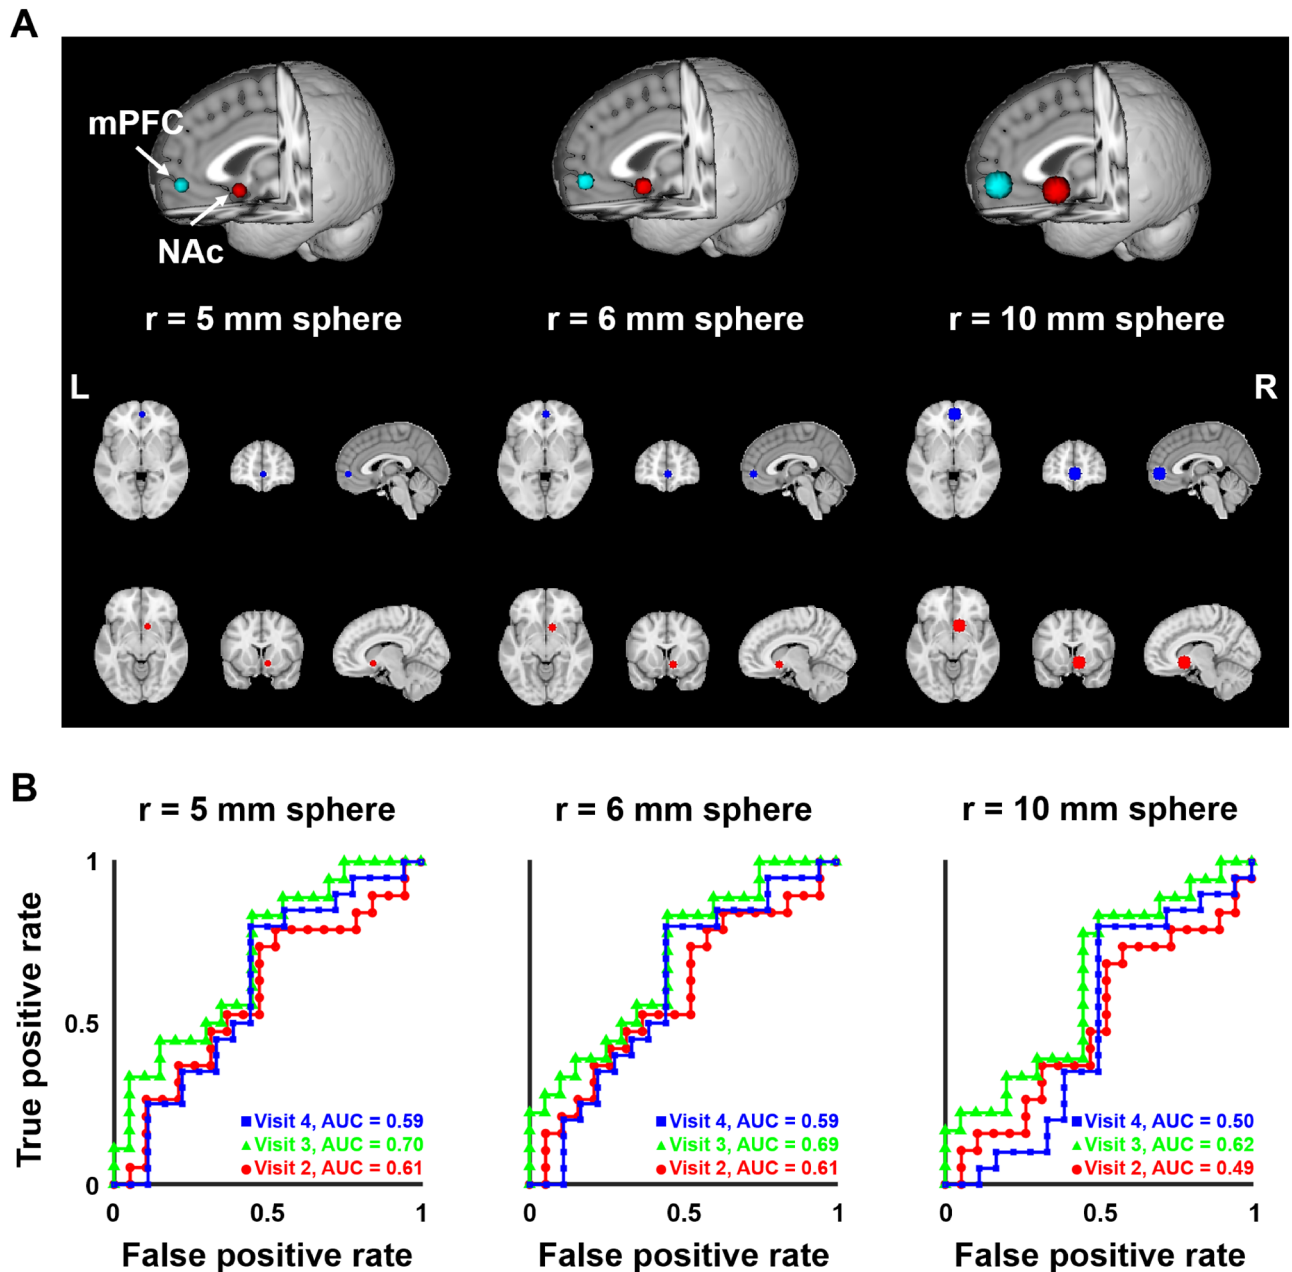 A
mPFC
NAc
r = 5 mm sphere
r = 6 mm sphere
r = 10 mm sphere
L
R
B
r = 5 mm sphere
r = 6 mm sphere
r = 10 mm sphere
True positive rate
1
0.5
0
Visit 4, AUC = 0.59
Visit 3, AUC = 0.70
Visit 2, AUC = 0.61
Visit 4, AUC = 0.59
Visit 3, AUC = 0.69
Visit 2, AUC = 0.61
Visit 4, AUC = 0.50
Visit 3, AUC = 0.62
Visit 2, AUC = 0.49
0 0.5 1
0 0.5 1
0 0.5 1
False positive rate
False positive rate
False positive rate